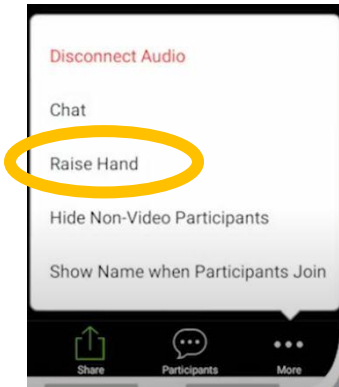 Disconnect Audio
Chat
Raise Hand
Hide Non-Video Participants
Show Name when Participants Join
Share Participants More